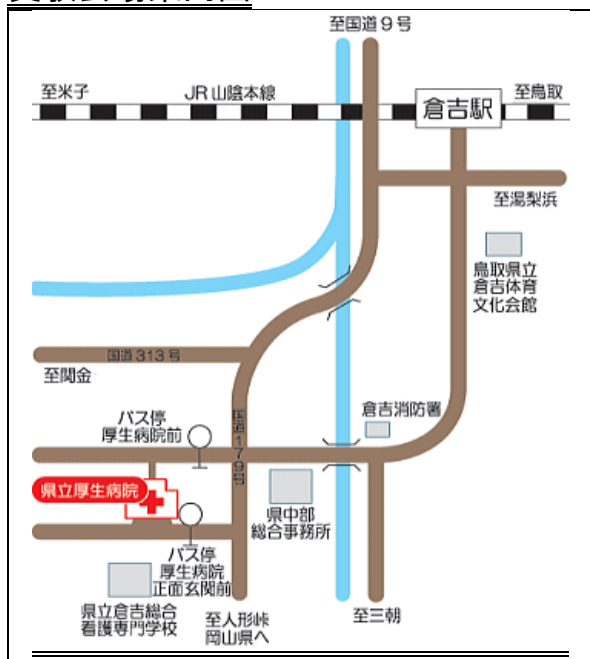 至国道９号
至米子
JR山陰本線
倉吉駅
至鳥取
至湯梨浜
鳥取県立
倉吉体育
文化会館
国道313号
至関金
国道179号
倉吉消防署
バス停
厚生病院前
県立厚生病院
県中部
総合事務所
バス停
厚生病院
正面玄関前
県立倉吉総合
看護専門学校
至人形峠
岡山県へ
至三朝